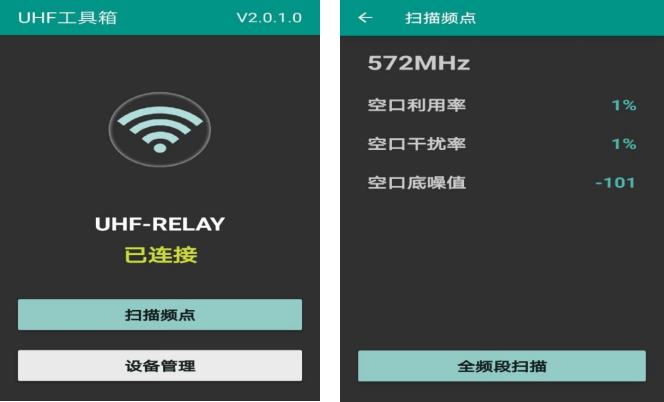 UHF工具箱 V2.0.1.0
UHF-RELAY
已连接
扫描频点
设备管理
← 扫描频点
572MHz
空口利用率 1%
空口干扰率 1%
空口底噪值 -101
全频段扫描